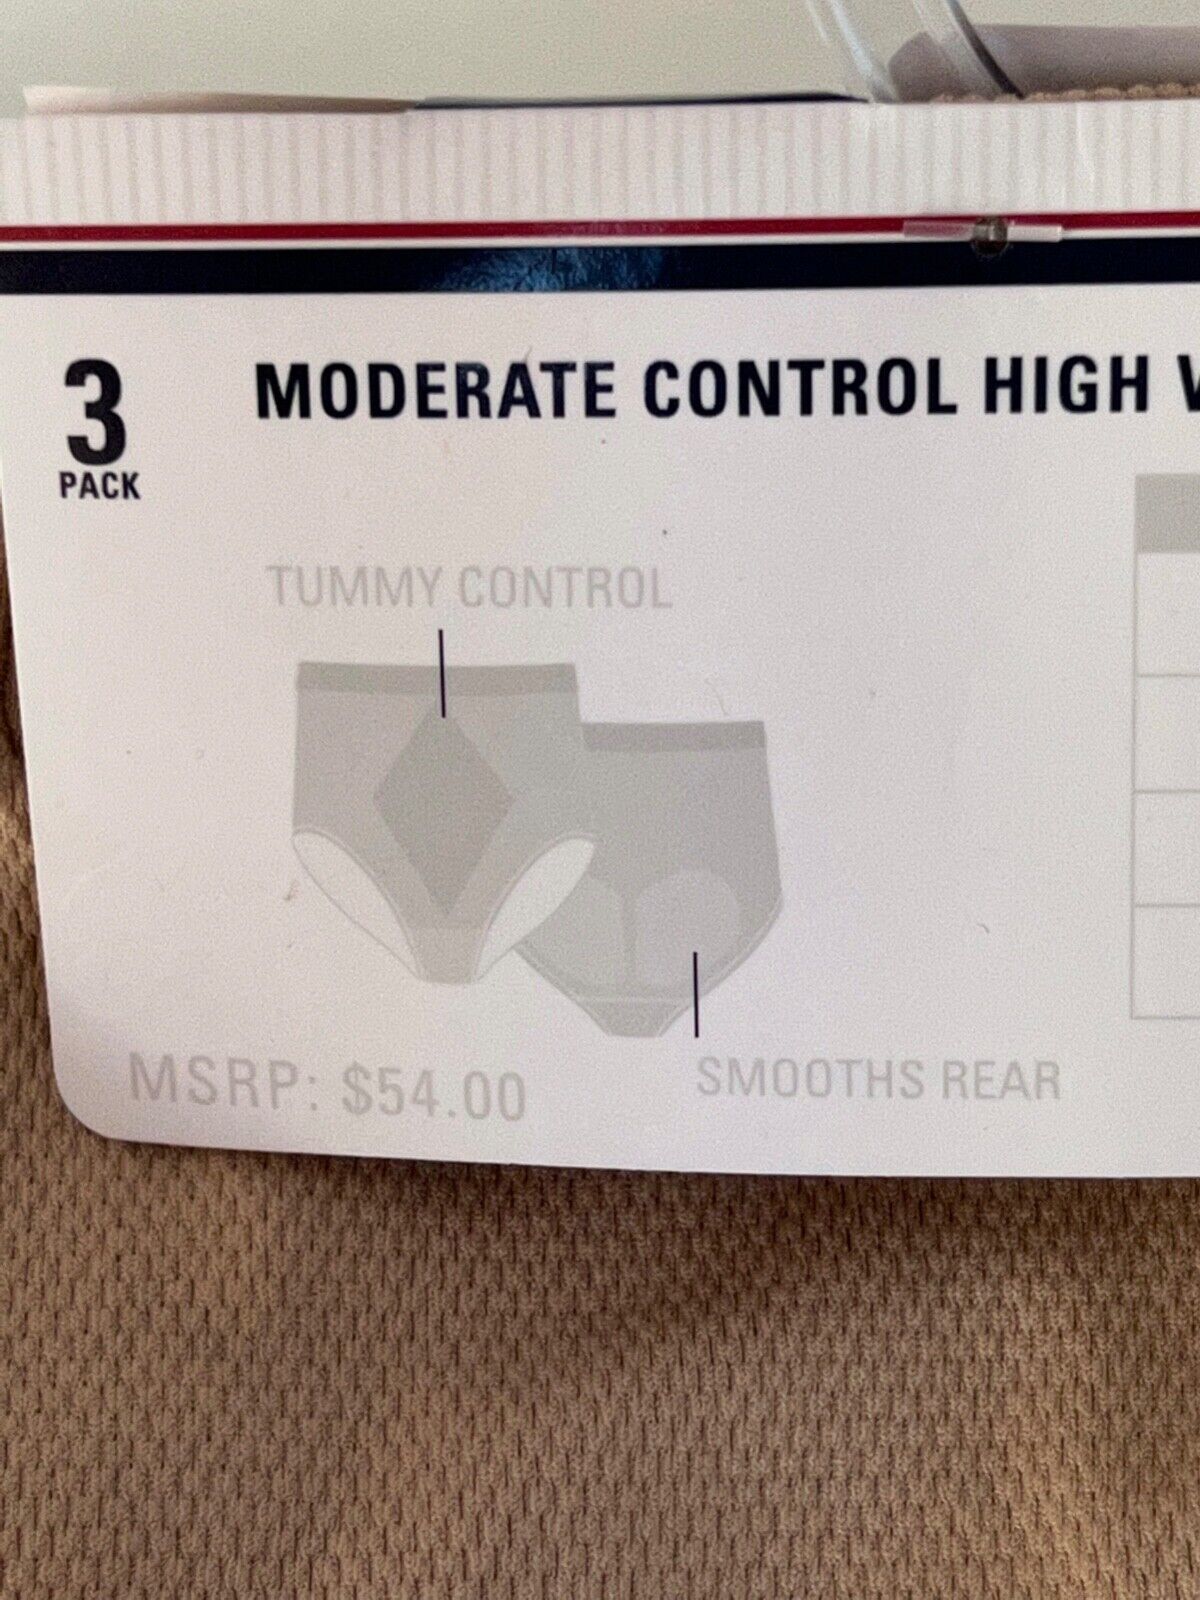 3
PACK
MODERATE CONTROL HIGH
TUMMY CONTROL
MSRP: $54.00
SMOOTHS REAR